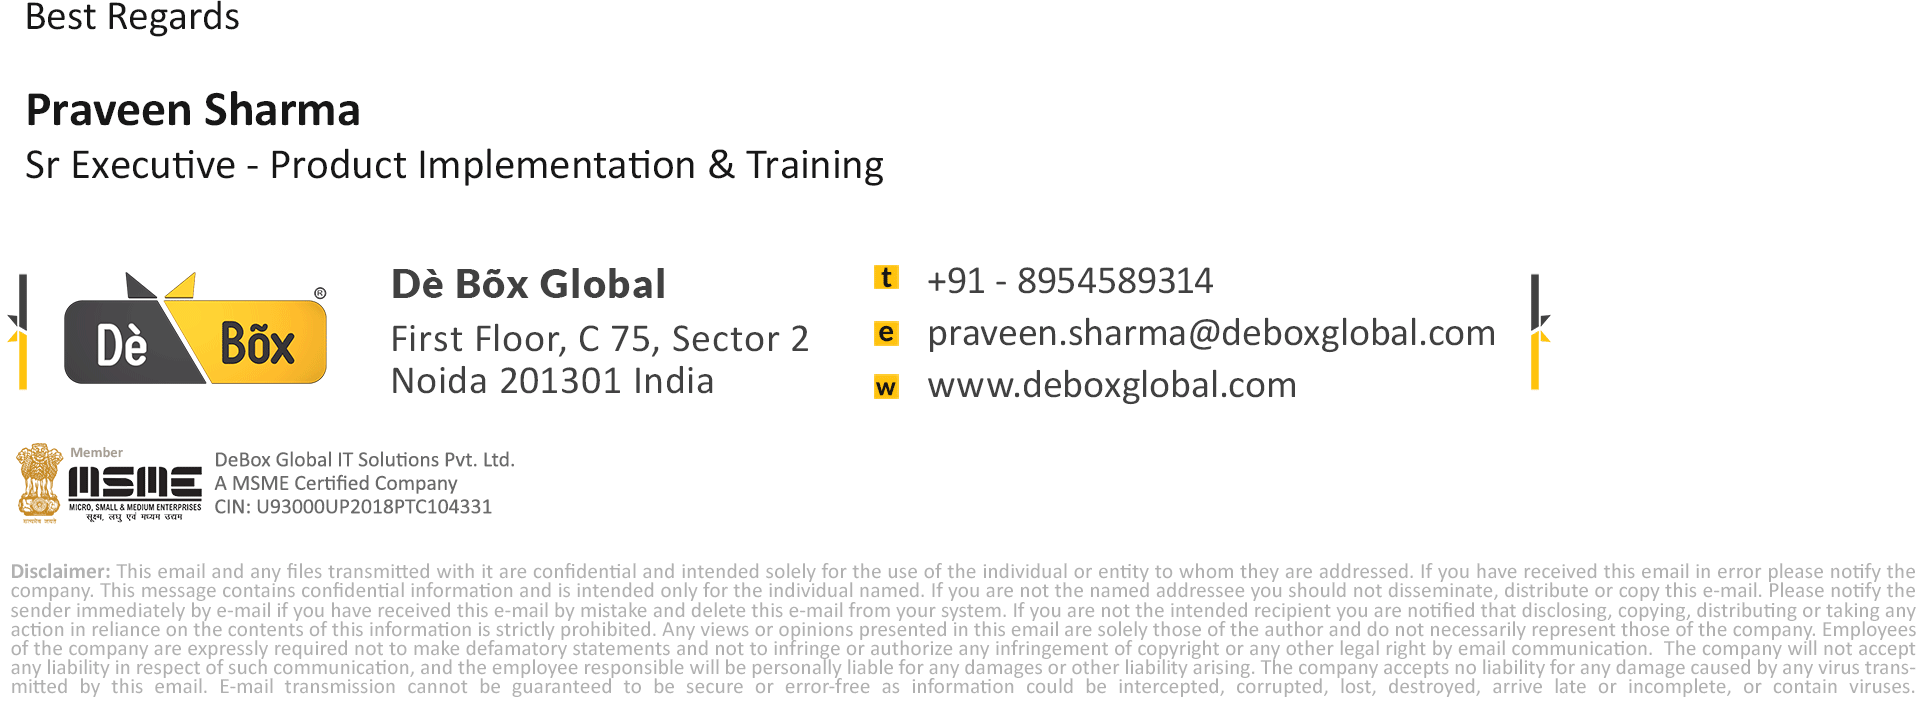 Best Regards
Praveen Sharma
Sr Executive - Product Implementation & Training
Dè Bõx ®
Dè Bõx Global
First Floor, C 75, Sector 2
Noida 201301 India
t +91 - 8954589314
e praveen.sharma@deboxglobal.com
w www.deboxglobal.com
Member
MSME
MICRO, SMALL & MEDIUM ENTERPRISES
सूक्ष्म, लघु एवं मध्यम उद्यम
सत्यमेव जयते
DeBox Global IT Solutions Pvt. Ltd.
A MSME Certified Company
CIN: U93000UP2018PTC104331
Disclaimer: This email and any files transmitted with it are confidential and intended solely for the use of the individual or entity to whom they are addressed. If you have received this email in error please notify the
company. This message contains confidential information and is intended only for the individual named. If you are not the named addressee you should not disseminate, distribute or copy this e-mail. Please notify the
sender immediately by e-mail if you have received this e-mail by mistake and delete this e-mail from your system. If you are not the intended recipient you are notified that disclosing, copying, distributing or taking any
action in reliance on the contents of this information is strictly prohibited. Any views or opinions presented in this email are solely those of the author and do not necessarily represent those of the company. Employees
of the company are expressly required not to make defamatory statements and not to infringe or authorize any infringement of copyright or any other legal right by email communication.  The company will not accept
any liability in respect of such communication, and the employee responsible will be personally liable for any damages or other liability arising. The company accepts no liability for any damage caused by any virus trans-
mitted by this email. E-mail transmission cannot be guaranteed to be secure or error-free as information could be intercepted, corrupted, lost, destroyed, arrive late or incomplete, or contain viruses.